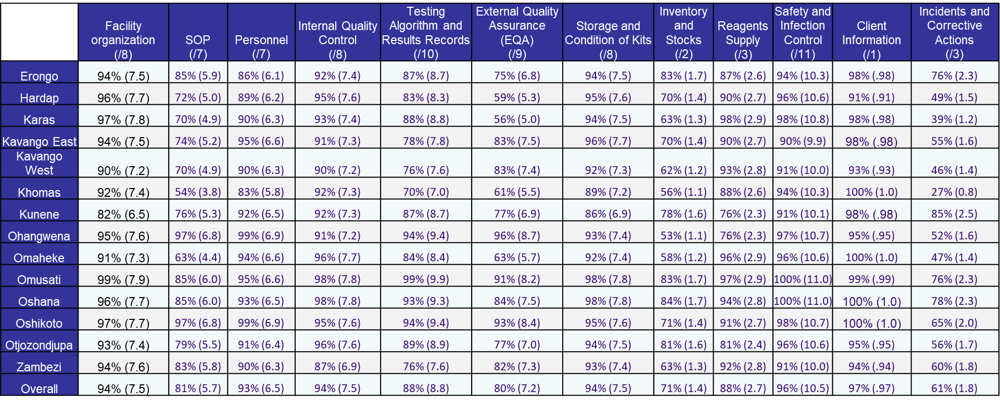 Facility organization (/8) SOP (/7) Personnel (/7) Internal Quality Control (/8) Testing Algorithm and Results Records (/10) External Quality Assurance (EQA) (/9) Storage and Condition of Kits (/8) Inventory and Stocks (/2) Reagents Supply (/3) Safety and Infection Control (/11) Client Information (/1) Incidents and Corrective Actions (/3)
Erongo 94% (7.5) 85% (5.9) 86% (6.1) 92% (7.4) 87% (8.7) 75% (6.8) 94% (7.5) 83% (1.7) 87% (2.6) 94% (10.3) 98% (.98) 76% (2.3)
Hardap 96% (7.7) 72% (5.0) 89% (6.2) 95% (7.6) 83% (8.3) 59% (5.3) 95% (7.6) 70% (1.4) 90% (2.7) 96% (10.6) 91% (.91) 49% (1.5)
Karas 97% (7.8) 70% (4.9) 90% (6.3) 93% (7.4) 88% (8.8) 56% (5.0) 94% (7.5) 63% (1.3) 98% (2.9) 98% (10.8) 98% (.98) 39% (1.2)
Kavango East 94% (7.5) 74% (5.2) 95% (6.6) 91% (7.3) 78% (7.8) 83% (7.5) 96% (7.7) 70% (1.4) 90% (2.7) 90% (9.9) 98% (.98) 55% (1.6)
Kavango West 90% (7.2) 70% (4.9) 90% (6.3) 90% (7.2) 76% (7.6) 83% (7.4) 92% (7.3) 62% (1.2) 93% (2.8) 91% (10.0) 93% (.93) 46% (1.4)
Khomas 92% (7.4) 54% (3.8) 83% (5.8) 92% (7.3) 70% (7.0) 61% (5.5) 89% (7.2) 56% (1.1) 88% (2.6) 94% (10.3) 100% (1.0) 27% (0.8)
Kunene 82% (6.5) 76% (5.3) 92% (6.5) 92% (7.3) 87% (8.7) 77% (6.9) 86% (6.9) 78% (1.6) 76% (2.3) 91% (10.1) 98% (.98) 85% (2.5)
Ohangwena 95% (7.6) 97% (6.8) 99% (6.9) 91% (7.2) 94% (9.4) 96% (8.7) 93% (7.4) 53% (1.1) 76% (2.3) 97% (10.7) 95% (.95) 52% (1.6)
Omaheke 91% (7.3) 63% (4.4) 94% (6.6) 96% (7.7) 84% (8.4) 63% (5.7) 92% (7.4) 58% (1.2) 96% (2.9) 96% (10.6) 100% (1.0) 47% (1.4)
Omusati 99% (7.9) 85% (6.0) 95% (6.6) 98% (7.8) 99% (9.9) 91% (8.2) 98% (7.8) 83% (1.7) 97% (2.9) 100% (11.0) 99% (.99) 76% (2.3)
Oshana 96% (7.7) 85% (6.0) 93% (6.5) 98% (7.8) 93% (9.3) 84% (7.5) 98% (7.8) 84% (1.7) 94% (2.8) 100% (11.0) 100% (1.0) 78% (2.3)
Oshikoto 97% (7.7) 97% (6.8) 99% (6.9) 95% (7.6) 94% (9.4) 93% (8.4) 95% (7.6) 71% (1.4) 91% (2.7) 98% (10.7) 100% (1.0) 65% (2.0)
Otjozondjupa 93% (7.4) 79% (5.5) 91% (6.4) 96% (7.6) 89% (8.9) 77% (7.0) 94% (7.5) 81% (1.6) 81% (2.4) 96% (10.6) 95% (.95) 56% (1.7)
Zambezi 94% (7.6) 83% (5.8) 90% (6.3) 87% (6.9) 76% (7.6) 82% (7.3) 93% (7.4) 63% (1.3) 92% (2.8) 91% (10.0) 94% (.94) 60% (1.8)
Overall 94% (7.5) 81% (5.7) 93% (6.5) 94% (7.5) 88% (8.8) 80% (7.2) 94% (7.5) 71% (1.4) 88% (2.7) 96% (10.5) 97% (.97) 61% (1.8)